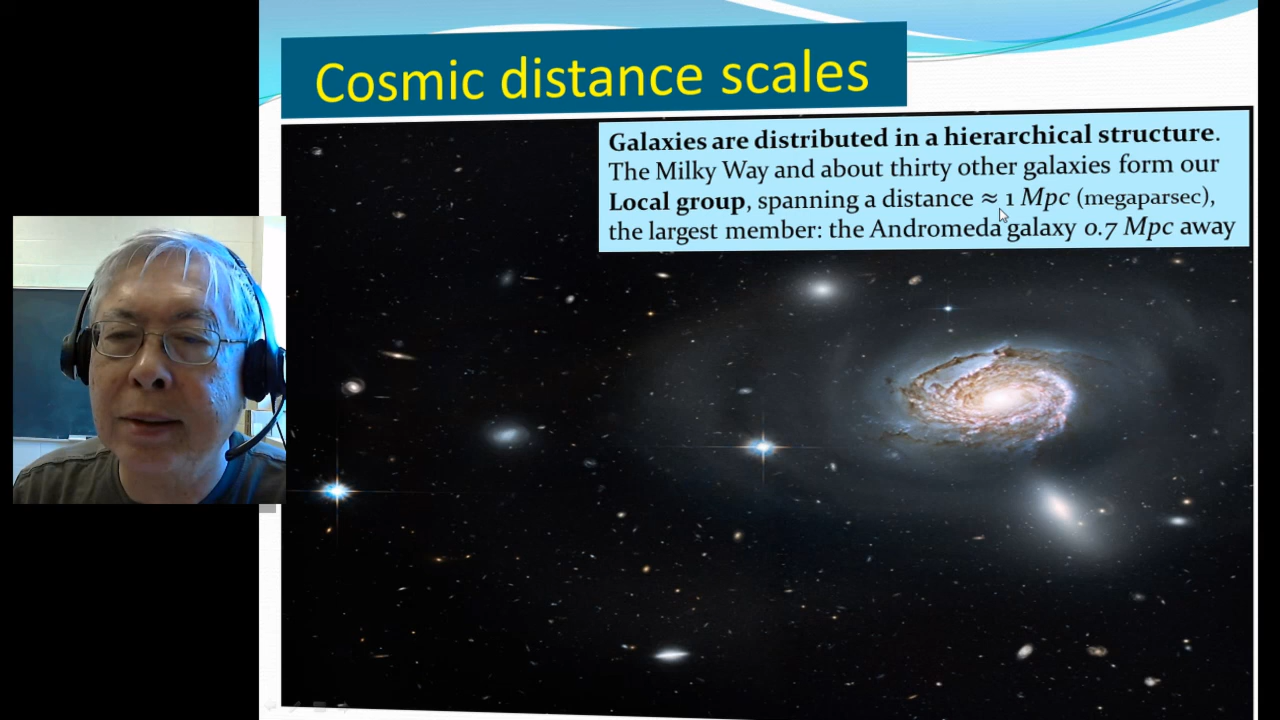 Cosmic distance scales
Galaxies are distributed in a hierarchical structure.
The Milky Way and about thirty other galaxies form our
Local group, spanning a distance ≈ 1 Mpc (megaparsec),
the largest member: the Andromeda galaxy 0.7 Mpc away